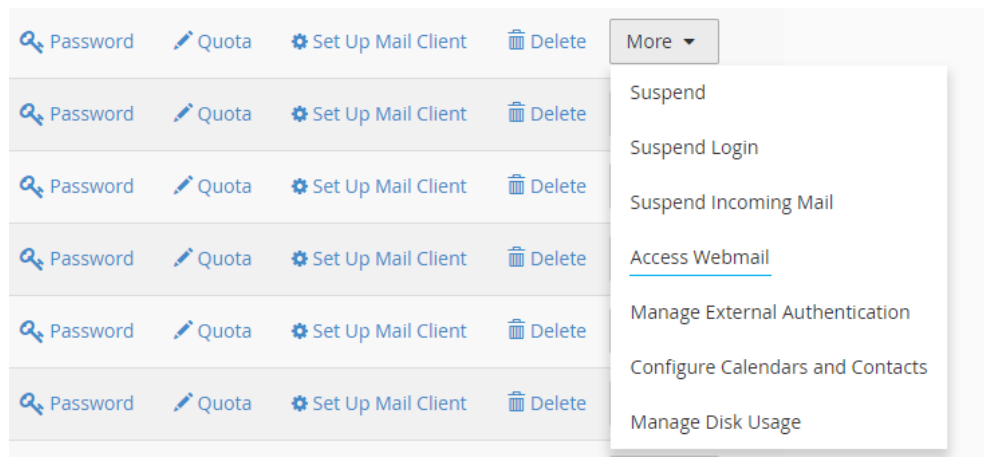 Password Quota Set Up Mail Client Delete More
Suspend
Password Quota Set Up Mail Client Delete
Suspend Login
Password Quota Set Up Mail Client Delete
Suspend Incoming Mail
Password Quota Set Up Mail Client Delete
Access Webmail
Manage External Authentication
Password Quota Set Up Mail Client Delete
Configure Calendars and Contacts
Password Quota Set Up Mail Client Delete
Manage Disk Usage